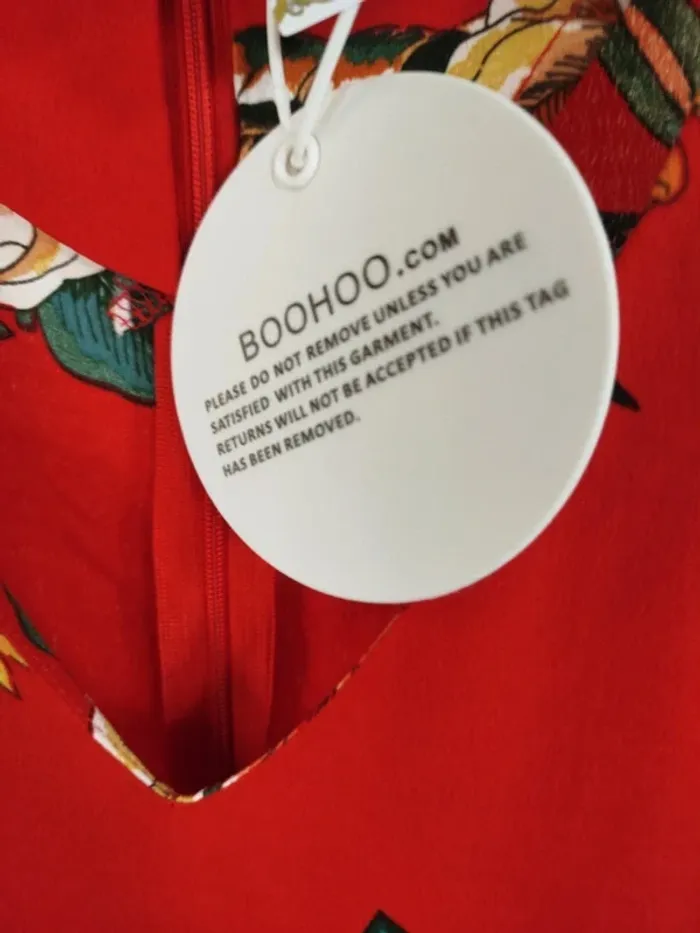 BOOHOO.COM
PLEASE DO NOT REMOVE UNLESS YOU ARE
SATISFIED WITH THIS GARMENT.
RETURNS WILL NOT BE ACCEPTED IF THIS TAG
HAS BEEN REMOVED.